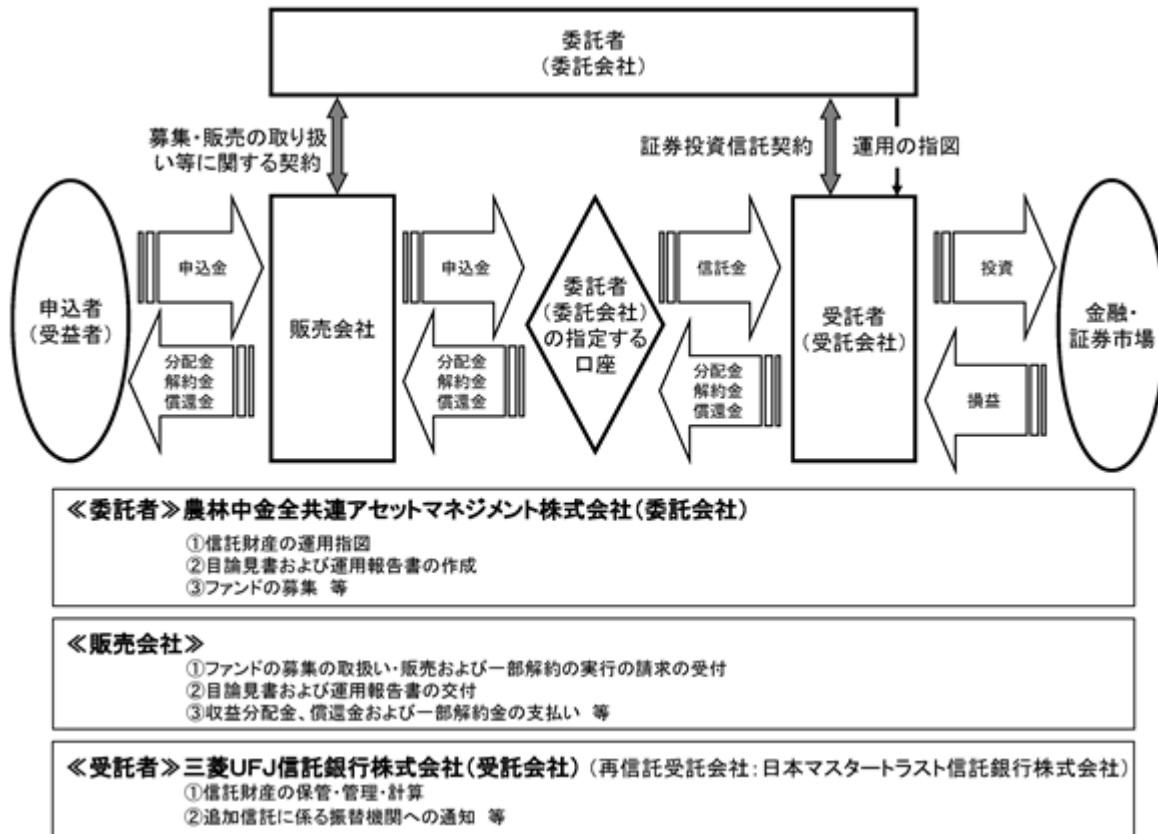 委託者
（委託会社）
募集・販売の取り扱
い等に関する契約
証券投資信託契約
運用の指図
申込者
（受益者）
申込金
分配金
解約金
償還金
販売会社
申込金
分配金
解約金
償還金
委託者
（委託会社）
の指定する
口座
信託金
分配金
解約金
償還金
受託者
（受託会社）
投資
損益
金融・
証券市場
≪委託者≫農林中金全共連アセットマネジメント株式会社（委託会社）
①信託財産の運用指図
②目論見書および運用報告書の作成
③ファンドの募集 等
≪販売会社≫
①ファンドの募集の取扱い・販売および一部解約の実行の請求の受付
②目論見書および運用報告書の交付
③収益分配金、償還金および一部解約金の支払い 等
≪受託者≫三菱UFJ信託銀行株式会社（受託会社）（再信託受託会社：日本マスタートラスト信託銀行株式会社）
①信託財産の保管・管理・計算
②追加信託に係る振替機関への通知 等